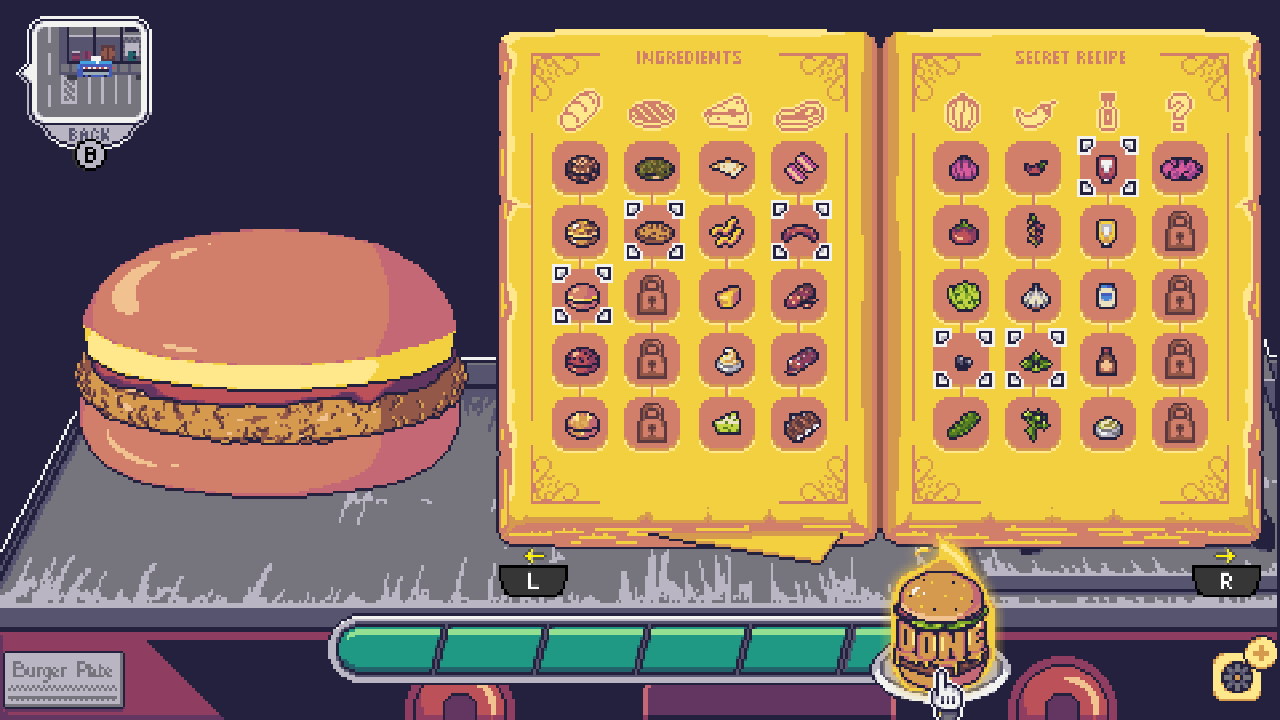 INGREDIENTS
SECRET RECIPE
BACK
B
L
R
DONE
Burger Plate